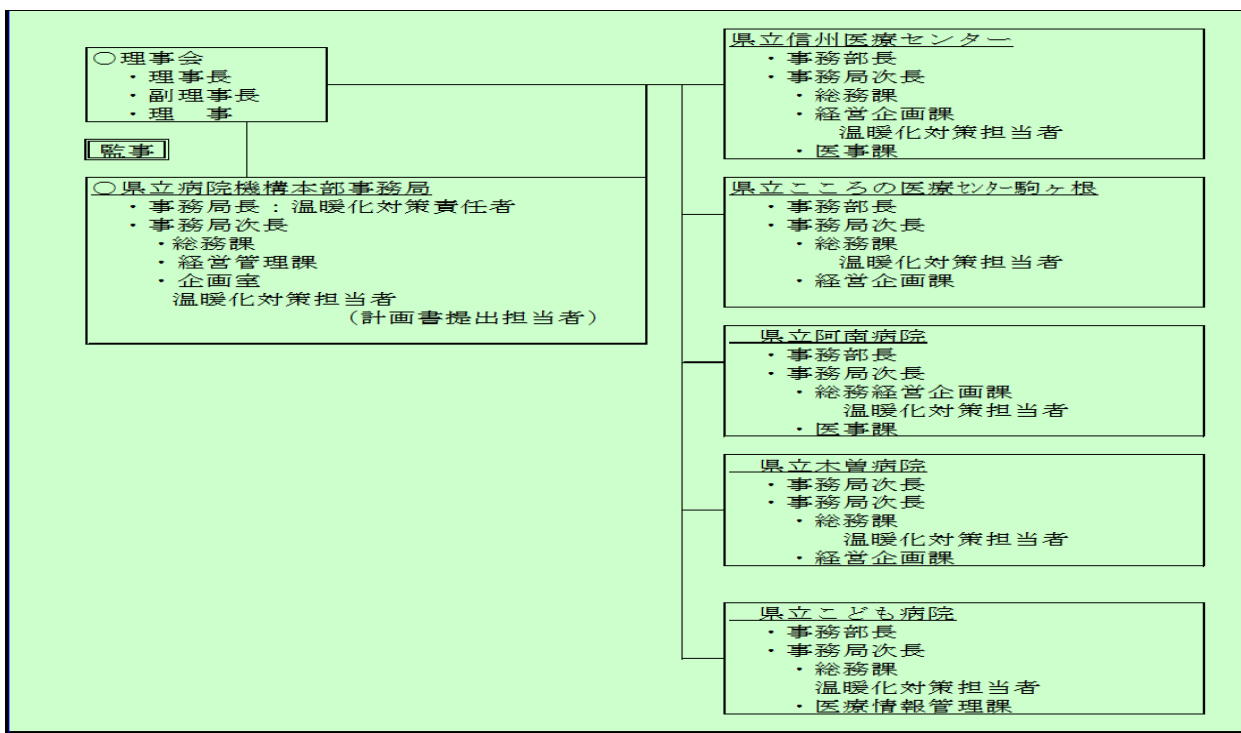 ○理事会
・理事長
・副理事長
・理　事
監事
○県立病院機構本部事務局
・事務局長：温暖化対策責任者
・事務局次長
・総務課
・経営管理課
・企画室
温暖化対策担当者
（計画書提出担当者）
県立信州医療センター
・事務部長
・事務局次長
・総務課
・経営企画課
温暖化対策担当者
・医事課
県立こころの医療センター駒ヶ根
・事務部長
・事務局次長
・総務課
温暖化対策担当者
・経営企画課
県立阿南病院
・事務部長
・事務局次長
・総務経営企画課
温暖化対策担当者
・医事課
県立木曽病院
・事務局次長
・事務局次長
・総務課
温暖化対策担当者
・経営企画課
県立こども病院
・事務部長
・事務局次長
・総務課
温暖化対策担当者
・医療情報管理課